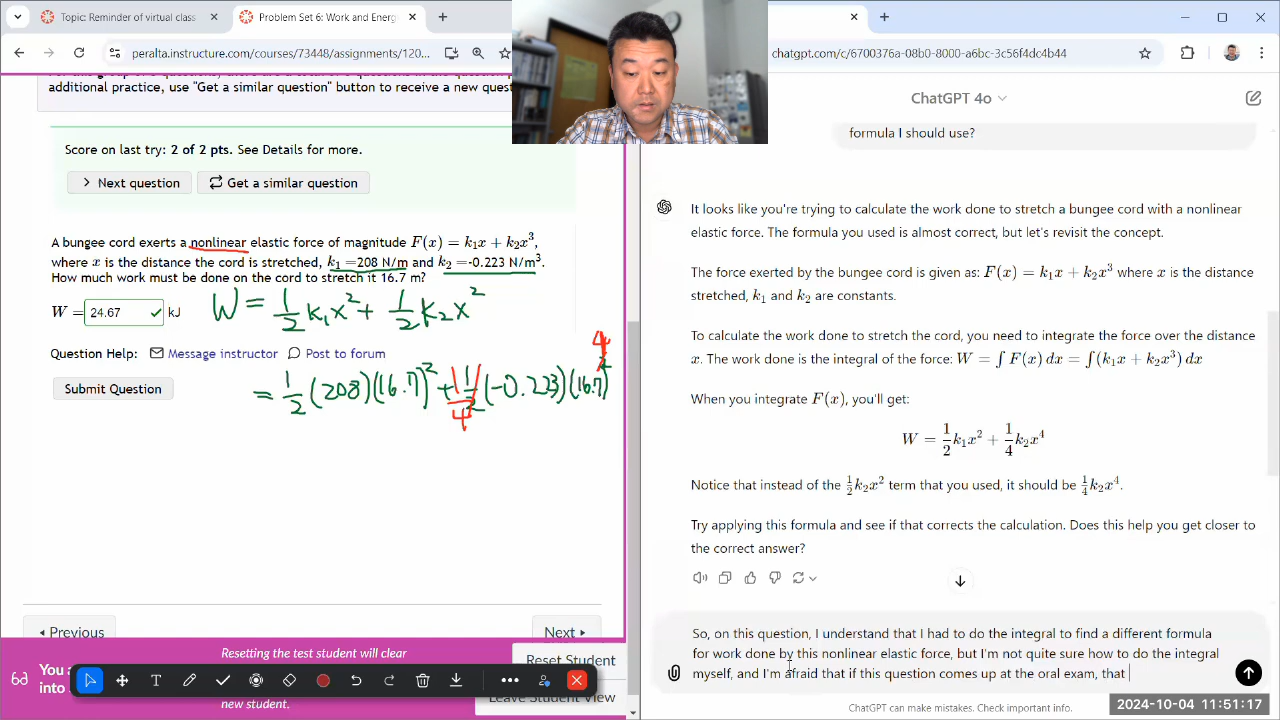 Topic: Reminder of virtual class
Problem Set 6: Work and Energ
peralta.instructure.com/courses/73448/assignments/120...
additional practice, use "Get a similar question" button to receive a new quest
Score on last try: 2 of 2 pts. See Details for more.
Next question
Get a similar question
A bungee cord exerts a nonlinear elastic force of magnitude F(x) = k₁x + k₂x³,
where x is the distance the cord is stretched, k₁ =208 N/m and k₂ =-0.223 N/m³.
How much work must be done on the cord to stretch it 16.7 m?
W = 24.67 kJ
W = 1/2 k₁x² + 1/2 k₂x²
Question Help: Message instructor Post to forum
Submit Question
= 1/2 (208)(16.7)² + 1/4 (-0.223)(16.7)⁴
Previous
Next
You a
into
Resetting the test student will clear
new student.
Reset Student
Leave Student View
chatgpt.com/c/6700376a-08b0-8000-a6bc-3c56f4dc4b44
ChatGPT 4o
formula I should use?
It looks like you're trying to calculate the work done to stretch a bungee cord with a nonlinear
elastic force. The formula you used is almost correct, but let's revisit the concept.
The force exerted by the bungee cord is given as: F(x) = k₁x + k₂x³ where x is the distance
stretched, k₁ and k₂ are constants.
To calculate the work done to stretch the cord, you need to integrate the force over the distance
x. The work done is the integral of the force: W = ∫ F(x) dx = ∫(k₁x + k₂x³) dx
When you integrate F(x), you'll get:
W = 1/2 k₁x² + 1/4 k₂x⁴
Notice that instead of the 1/2 k₂x² term that you used, it should be 1/4 k₂x⁴.
Try applying this formula and see if that corrects the calculation. Does this help you get closer to
the correct answer?
So, on this question, I understand that I had to do the integral to find a different formula
for work done by this nonlinear elastic force, but I'm not quite sure how to do the integral
myself, and I'm afraid that if this question comes up at the oral exam, that
ChatGPT can make mistakes. Check important info.
2024-10-04 11:51:17